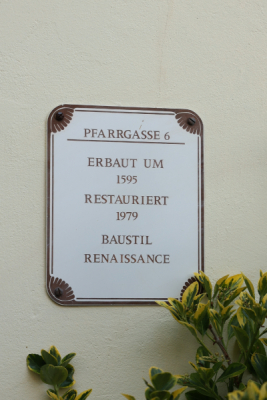 PFARRGASSE 6
ERBAUT UM
1595
RESTAURIERT
1979
BAUSTIL
RENAISSANCE